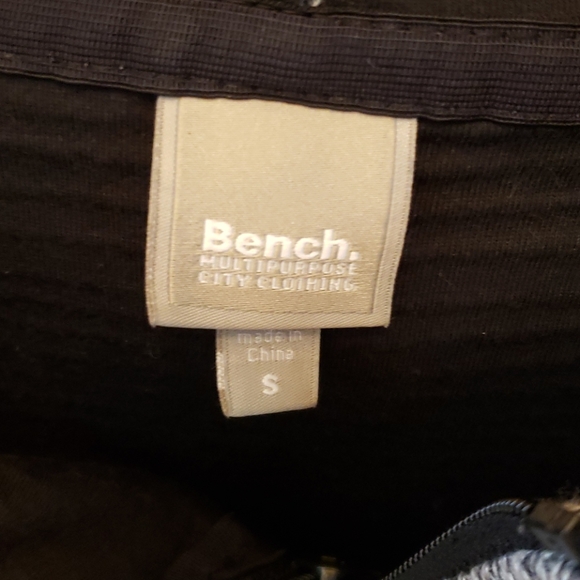 Bench.
MULTIPURPOSE
CITY CLOTHING
made in
China
S